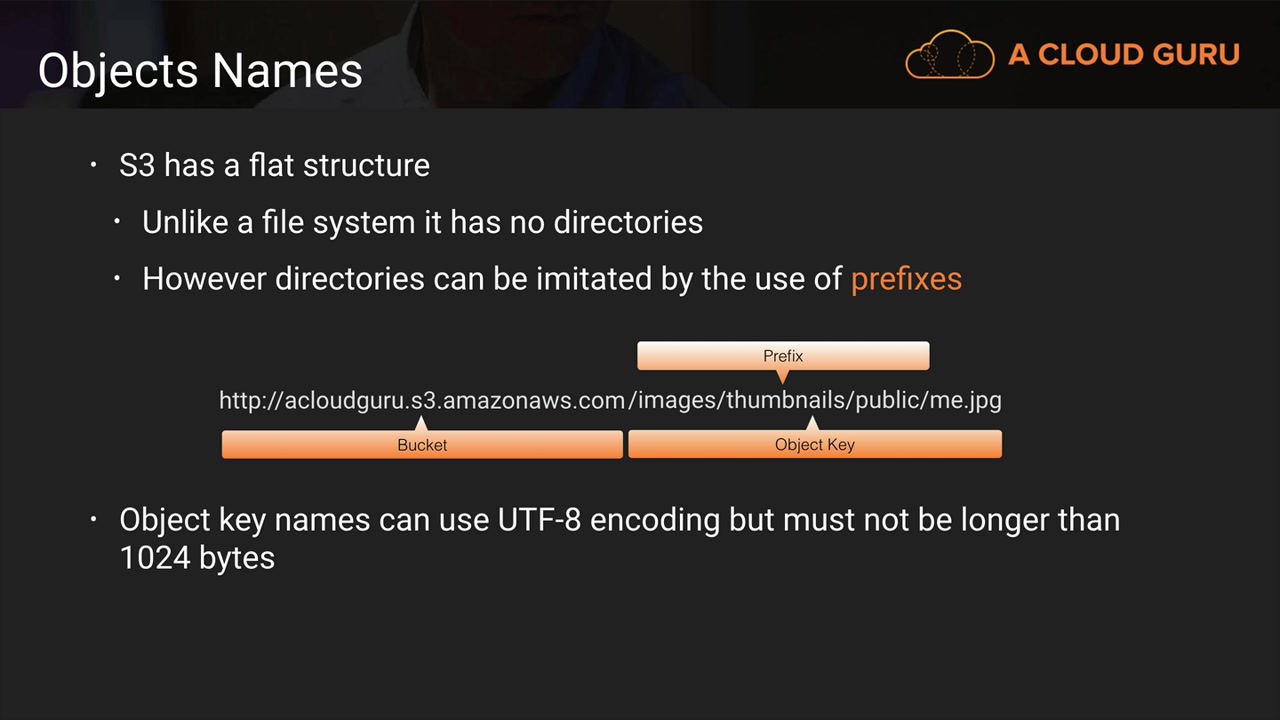 Objects Names
A CLOUD GURU
· S3 has a flat structure
· Unlike a file system it has no directories
· However directories can be imitated by the use of prefixes
Prefix
http://acloudguru.s3.amazonaws.com/images/thumbnails/public/me.jpg
Bucket
Object Key
· Object key names can use UTF-8 encoding but must not be longer than
1024 bytes